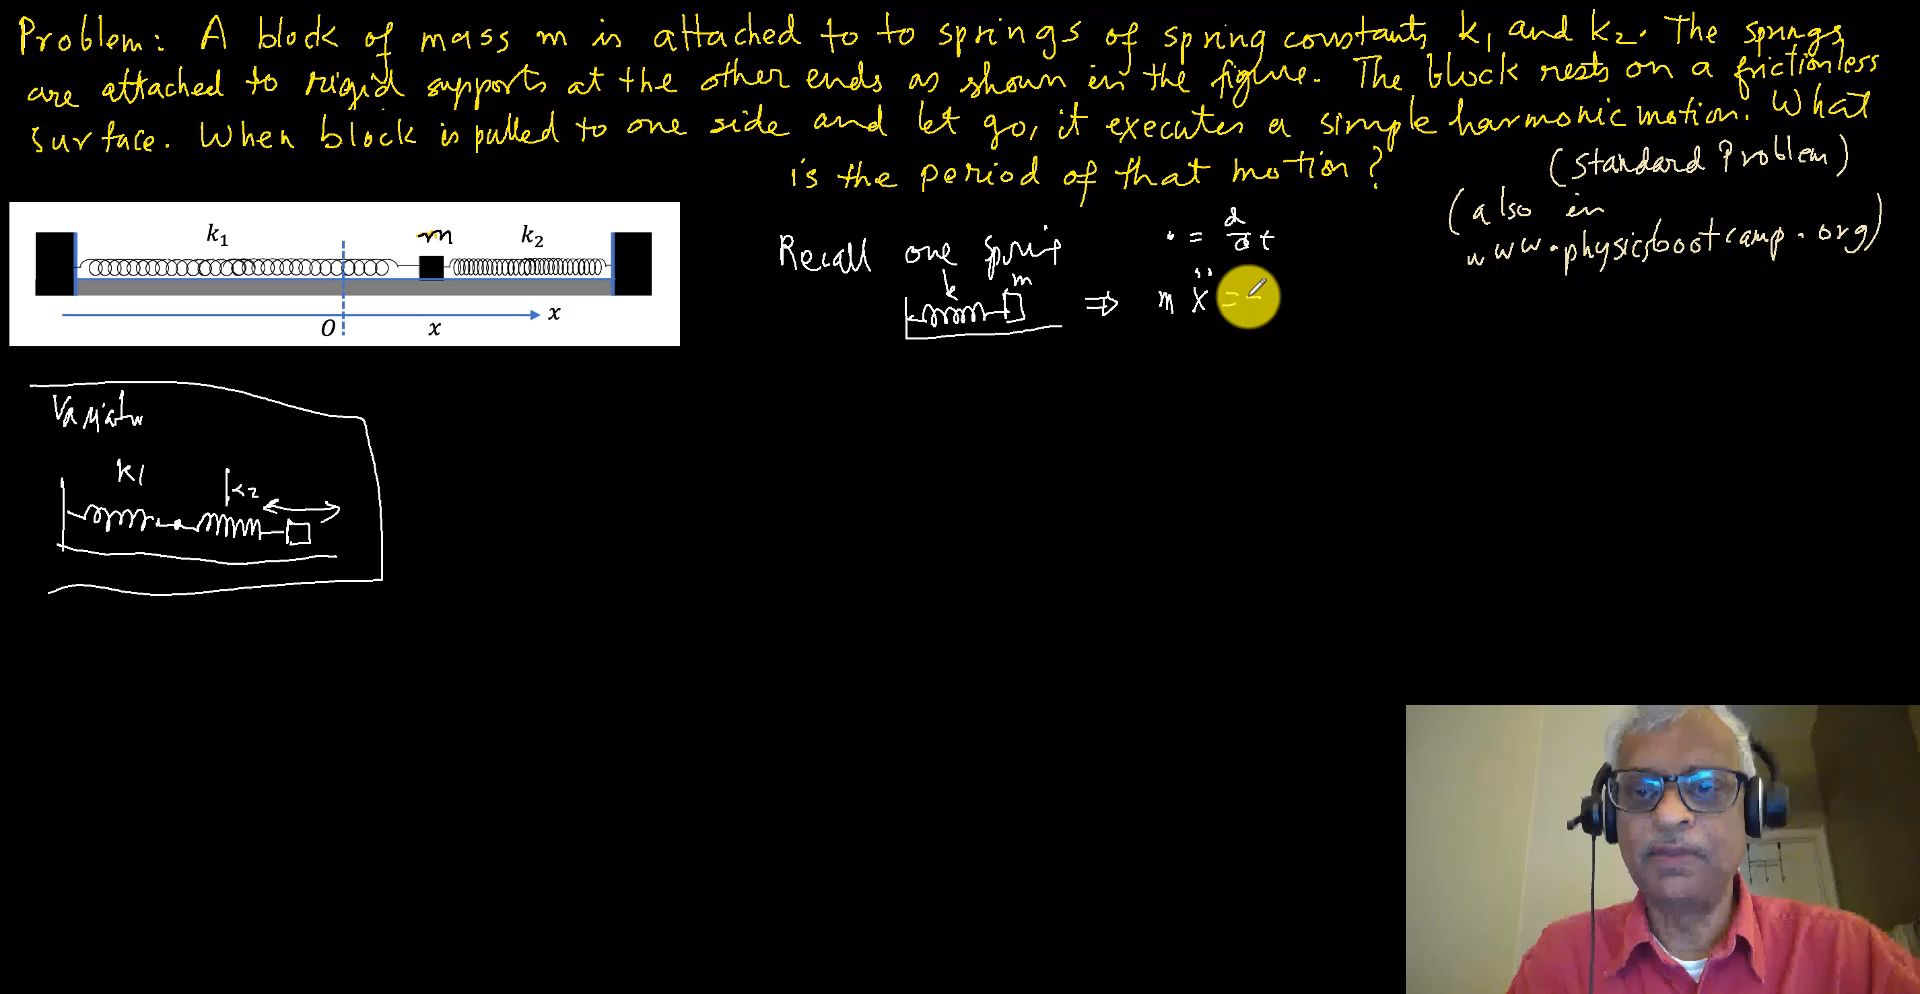 Problem: A block of mass m is attached to to springs of spring constants k₁ and k₂. The springs
are attached to rigid supports at the other ends as shown in the figure. The block rests on a frictionless
surface. When block is pulled to one side and let go, it executes a simple harmonic motion. What
is the period of that motion?
(Standard Problem)
(also in
www.physicsbootcamp.org)
k₁ m k₂
O x x
Recall one
k m
⇒ m ẍ = -
• = d/dt
k1
k2